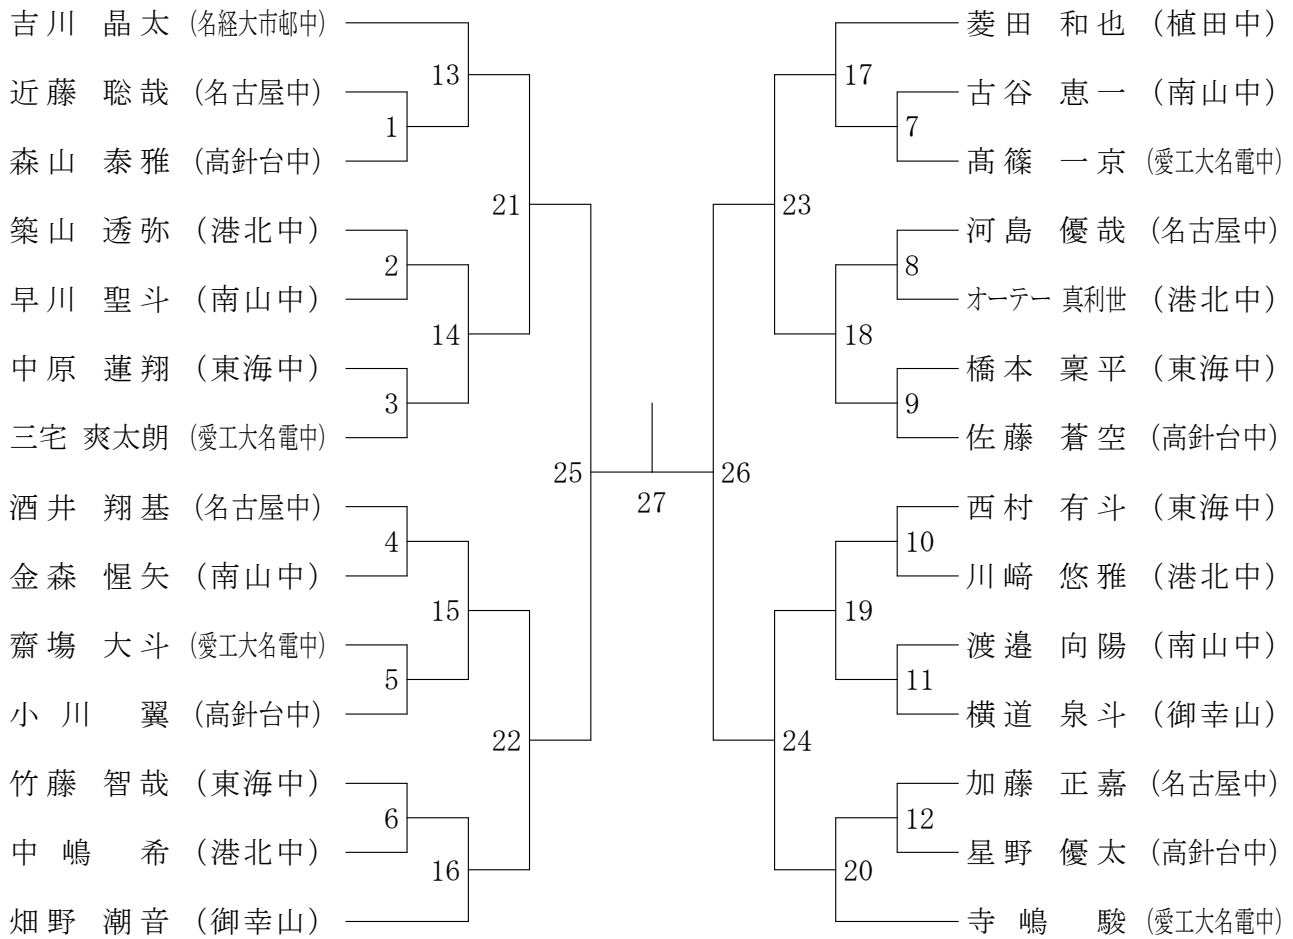 吉川 晶太 (名経大市邨中)
近藤 聡哉 (名古屋中)
森山 泰雅 (高針台中)
築山 透弥 (港北中)
早川 聖斗 (南山中)
中原 蓮翔 (東海中)
三宅 爽太朗 (愛工大名電中)
酒井 翔基 (名古屋中)
金森 惺矢 (南山中)
齋塲 大斗 (愛工大名電中)
小川 翼 (高針台中)
竹藤 智哉 (東海中)
中嶋 希 (港北中)
畑野 潮音 (御幸山)
1
2
3
4
5
6
13
14
15
16
21
22
25
27
26
23
24
17
18
19
20
7
8
9
10
11
12
菱田 和也 (植田中)
古谷 恵一 (南山中)
髙篠 一京 (愛工大名電中)
河島 優哉 (名古屋中)
オーテー 真利世 (港北中)
橋本 稟平 (東海中)
佐藤 蒼空 (高針台中)
西村 有斗 (東海中)
川﨑 悠雅 (港北中)
渡邉 向陽 (南山中)
横道 泉斗 (御幸山)
加藤 正嘉 (名古屋中)
星野 優太 (高針台中)
寺嶋 駿 (愛工大名電中)